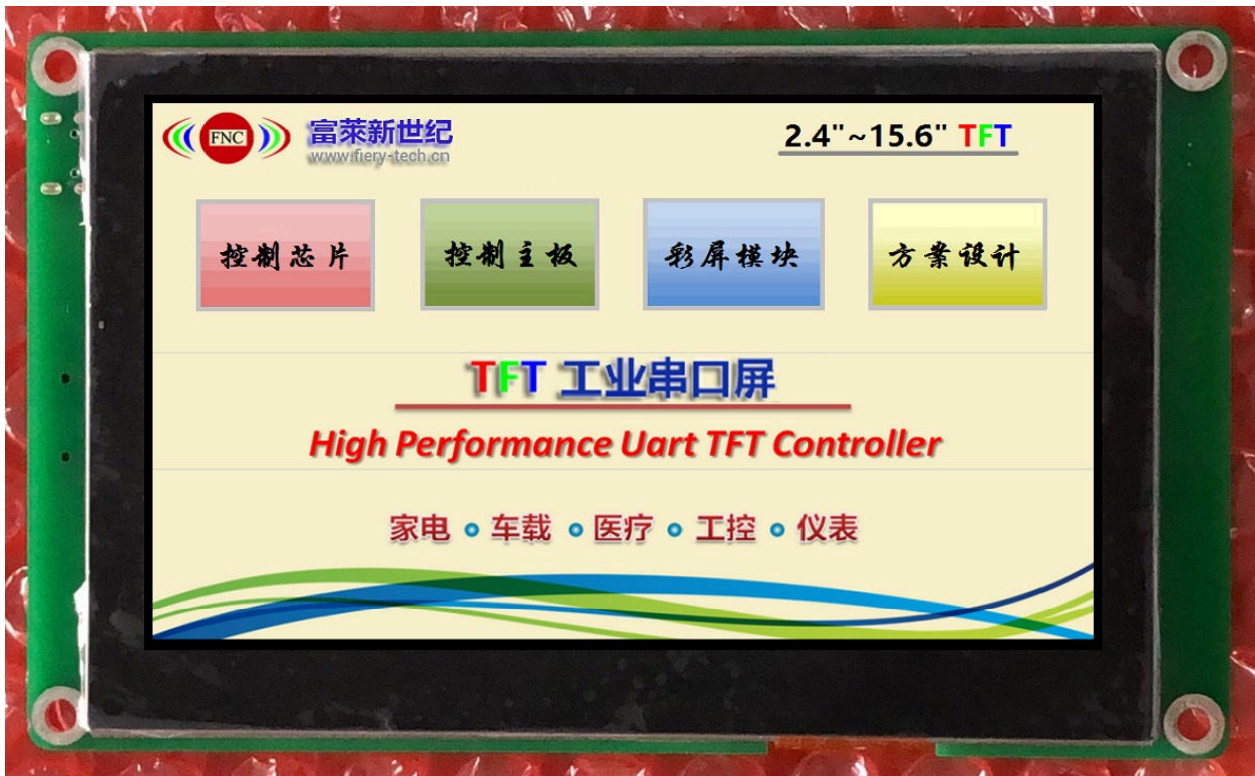 FNC 富莱新世纪
www.fiery-tech.cn
2.4"~15.6" TFT
控制芯片 控制主板 彩屏模块 方案设计
TFT 工业串口屏
High Performance Uart TFT Controller
家电 车载 医疗 工控 仪表